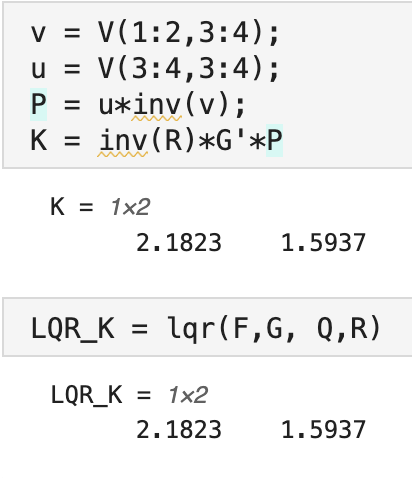 v = V(1:2,3:4);
u = V(3:4,3:4);
P = u*inv(v);
K = inv(R)*G'*P
K = 1×2
2.1823 1.5937
LQR_K = lqr(F,G, Q,R)
LQR_K = 1×2
2.1823 1.5937